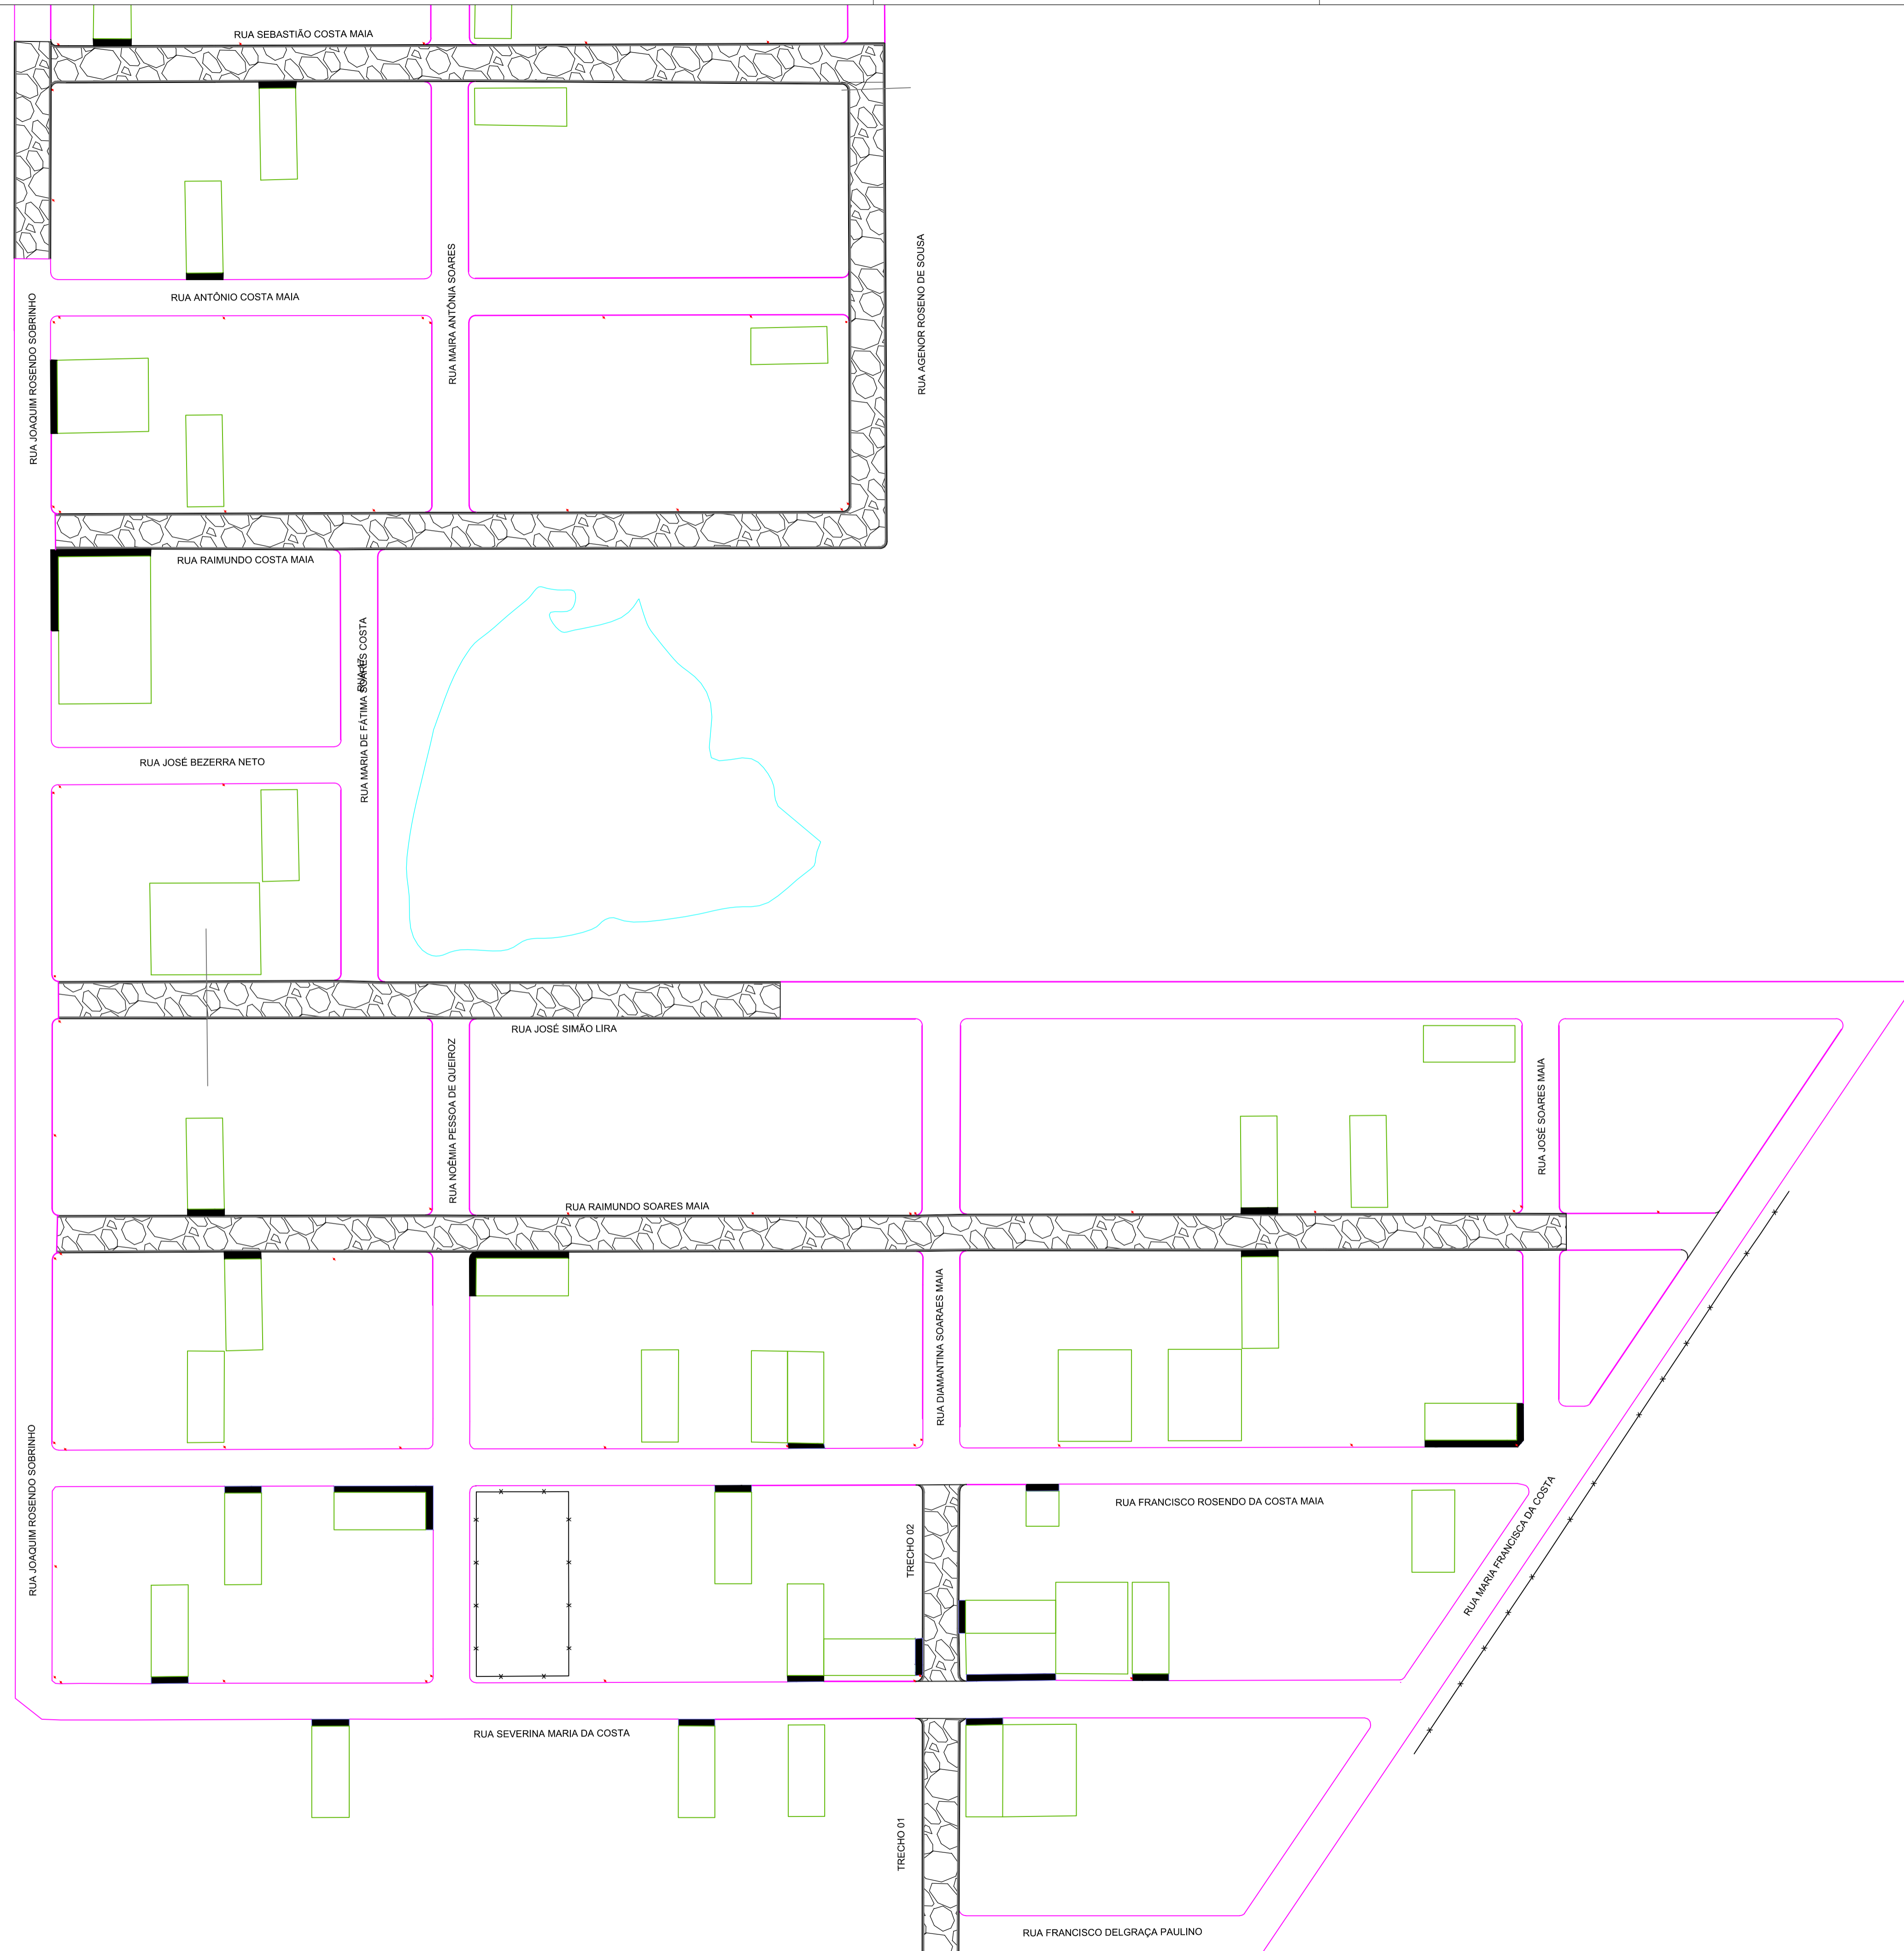 RUA SEBASTIÃO COSTA MAIA
RUA ANTÔNIO COSTA MAIA
RUA JOAQUIM ROSENDO SOBRINHO
RUA MAIRA ANTÔNIA SOARES
RUA AGENOR ROSENO DE SOUSA
RUA RAIMUNDO COSTA MAIA
RUA MARIA DE FÁTIMA SOARES COSTA
RUA JOSÉ BEZERRA NETO
RUA JOSÉ SIMÃO LIRA
RUA NOÊMIA PESSOA DE QUEIROZ
RUA JOSÉ SOARES MAIA
RUA RAIMUNDO SOARES MAIA
RUA DIAMANTINA SOARAES MAIA
RUA JOAQUIM ROSENDO SOBRINHO
TRECHO 02
RUA FRANCISCO ROSENDO DA COSTA MAIA
RUA MARIA FRANCISCA DA COSTA
RUA SEVERINA MARIA DA COSTA
TRECHO 01
RUA FRANCISCO DELGRAÇA PAULINO